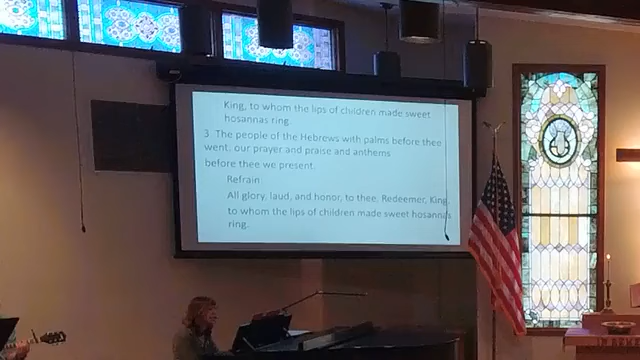 King, to whom the lips of children made sweet
hosannas ring.
3 The people of the Hebrews with palms before thee
went, our prayer and praise and anthems
before thee we present.
Refrain
All glory, laud, and honor, to thee, Redeemer, King,
to whom the lips of children made sweet hosannas
ring.
IN REME